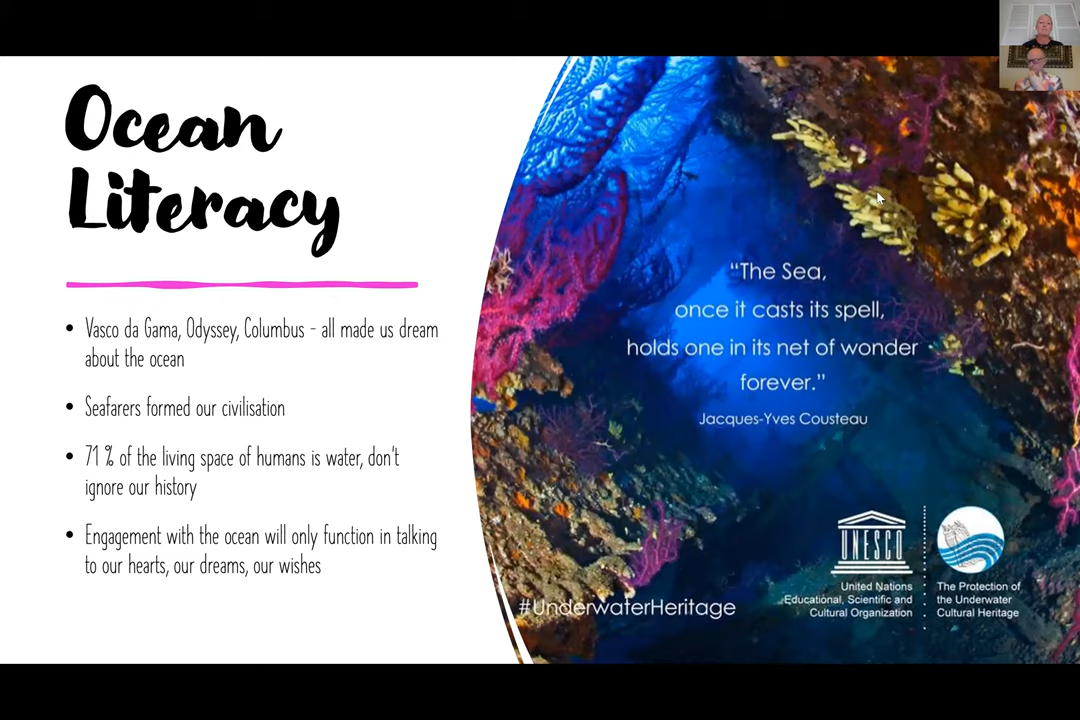 Ocean
Literacy
• Vasco da Gama, Odyssey, Columbus - all made us dream
about the ocean
• Seafarers formed our civilisation
• 71 % of the living space of humans is water, don't
ignore our history
• Engagement with the ocean will only function in talking
to our hearts, our dreams, our wishes
“The Sea,
once it casts its spell,
holds one in its net of wonder
forever.”
Jacques-Yves Cousteau
UNESCO
United Nations
Educational, Scientific and
Cultural Organization
The Protection of
the Underwater
Cultural Heritage
#UnderwaterHeritage